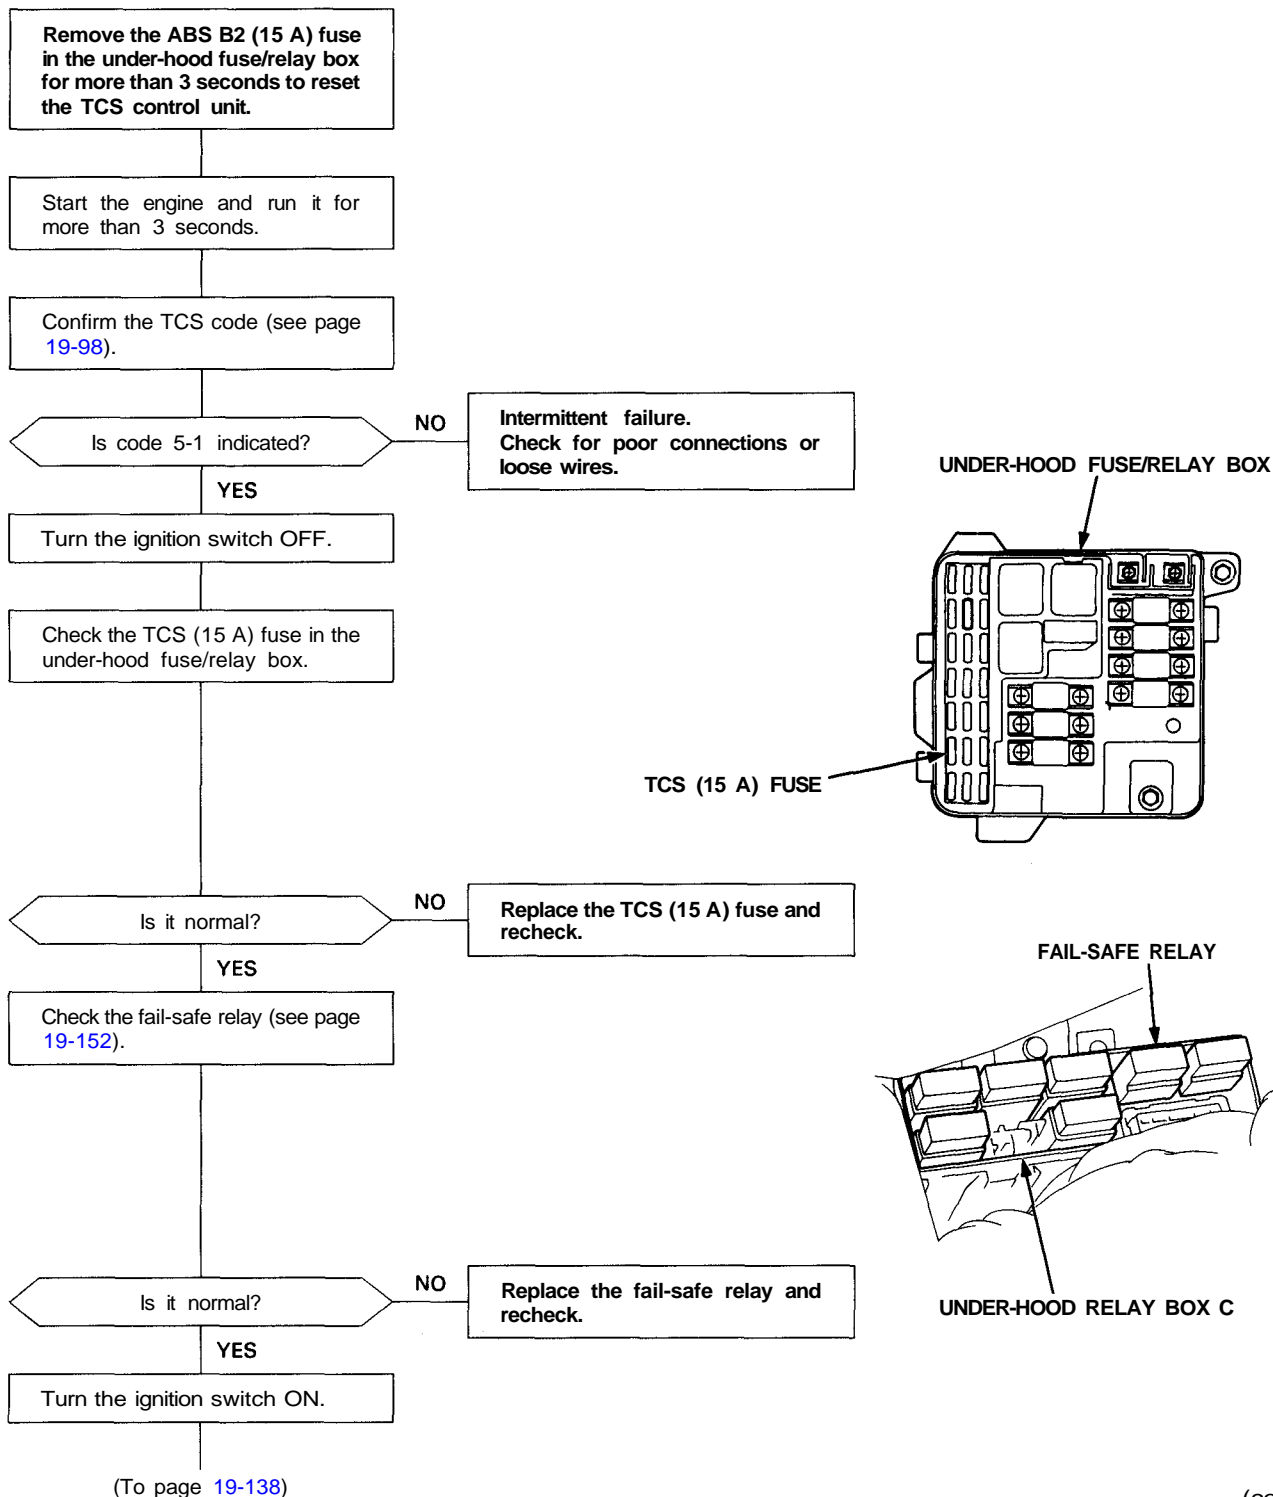 Remove the ABS B2 (15 A) fuse
in the under-hood fuse/relay box
for more than 3 seconds to reset
the TCS control unit.
Start the engine and run it for
more than 3 seconds.
Confirm the TCS code (see page
19-98).
Is code 5-1 indicated?
NO
Intermittent failure.
Check for poor connections or
loose wires.
YES
Turn the ignition switch OFF.
Check the TCS (15 A) fuse in the
under-hood fuse/relay box.
UNDER-HOOD FUSE/RELAY BOX
TCS (15 A) FUSE
Is it normal?
NO
Replace the TCS (15 A) fuse and
recheck.
YES
Check the fail-safe relay (see page
19-152).
FAIL-SAFE RELAY
UNDER-HOOD RELAY BOX C
Is it normal?
NO
Replace the fail-safe relay and
recheck.
YES
Turn the ignition switch ON.
(To page 19-138)